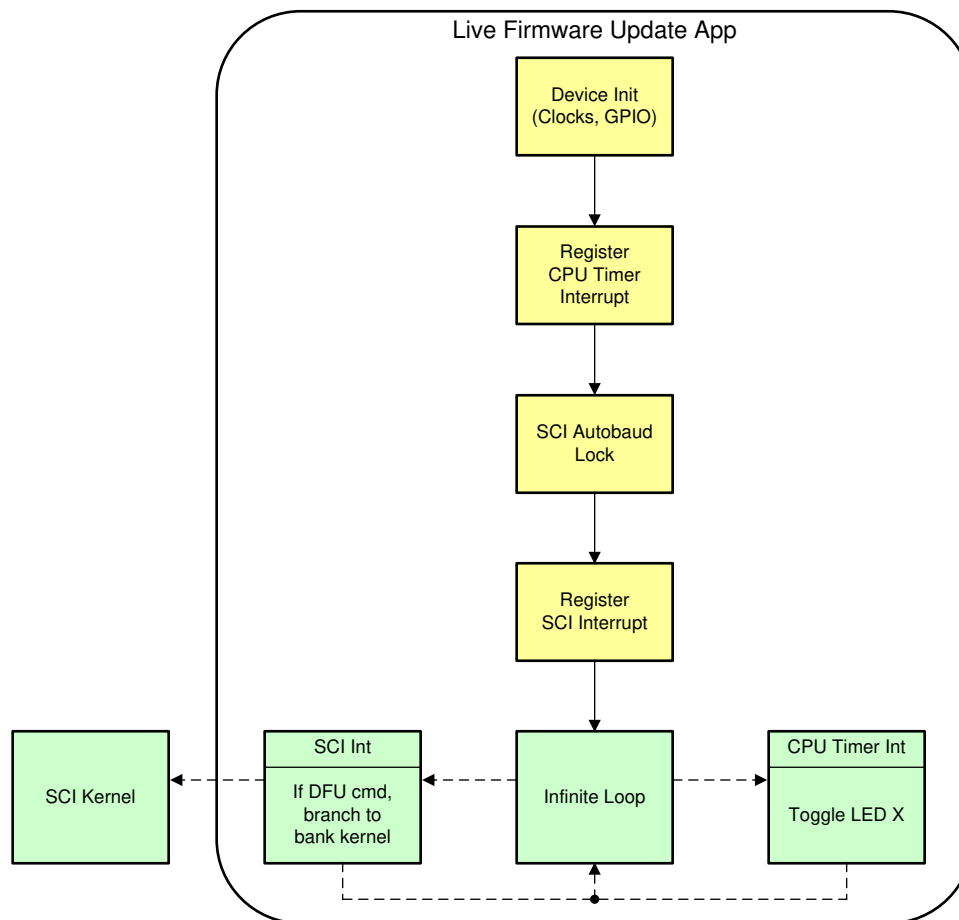 Live Firmware Update App
Device Init
(Clocks, GPIO)
Register
CPU Timer
Interrupt
SCI Autobaud
Lock
Register
SCI Interrupt
SCI Kernel
SCI Int
If DFU cmd,
branch to
bank kernel
Infinite Loop
CPU Timer Int
Toggle LED X